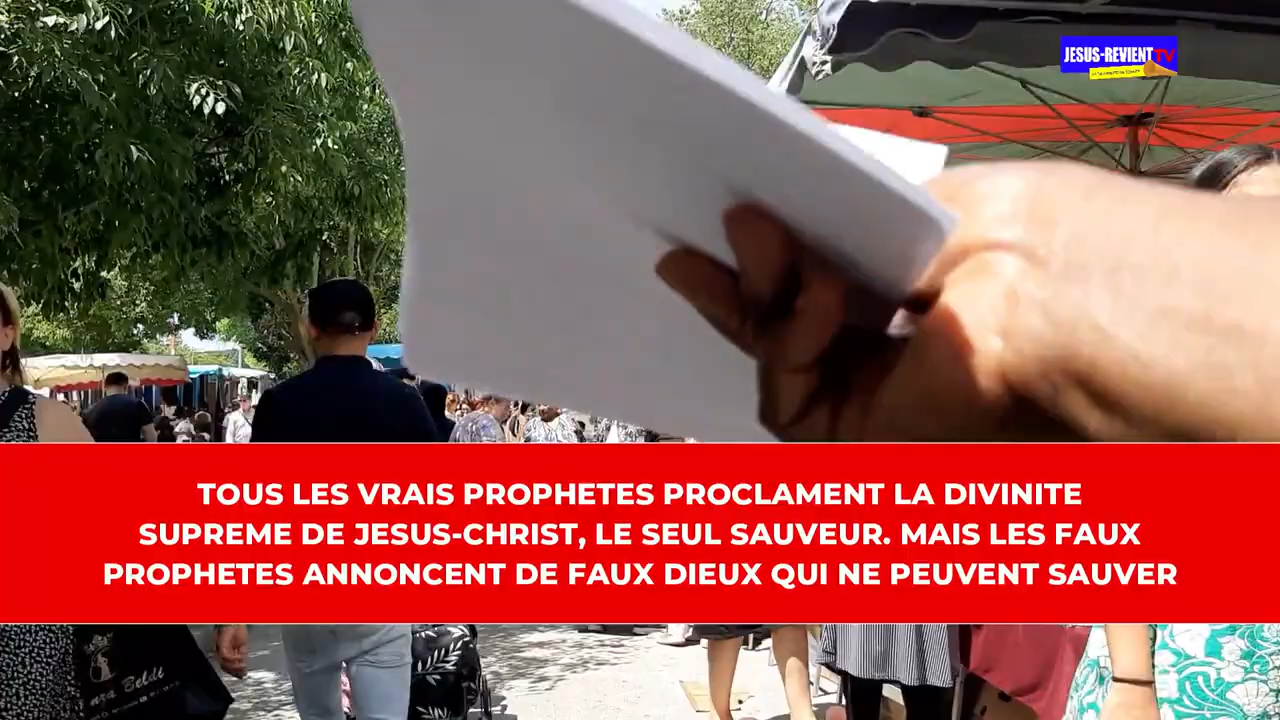 JESUS-REVIENT TV
TOUS LES VRAIS PROPHETES PROCLAMENT LA DIVINITE
SUPREME DE JESUS-CHRIST, LE SEUL SAUVEUR. MAIS LES FAUX
PROPHETES ANNONCENT DE FAUX DIEUX QUI NE PEUVENT SAUVER
Beldi